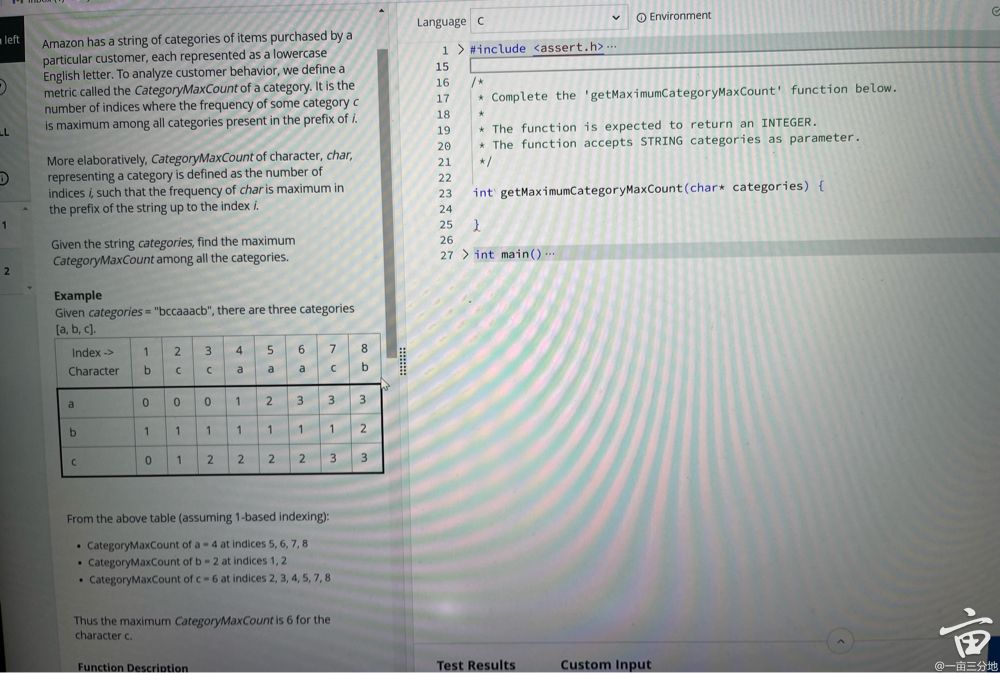 left
Amazon has a string of categories of items purchased by a
particular customer, each represented as a lowercase
English letter. To analyze customer behavior, we define a
metric called the CategoryMaxCount of a category. It is the
number of indices where the frequency of some category c
is maximum among all categories present in the prefix of i.
More elaboratively, CategoryMaxCount of character, char,
representing a category is defined as the number of
indices i, such that the frequency of char is maximum in
the prefix of the string up to the index i.
Given the string categories, find the maximum
CategoryMaxCount among all the categories.
Example
Given categories = "bccaaacb", there are three categories
[a, b, c].
Index -> 1 2 3 4 5 6 7 8
Character b c c a a a c b
a 0 0 0 1 2 3 3 3
b 1 1 1 1 1 1 1 2
c 0 1 2 2 2 2 3 3
From the above table (assuming 1-based indexing):
• CategoryMaxCount of a = 4 at indices 5, 6, 7, 8
• CategoryMaxCount of b = 2 at indices 1, 2
• CategoryMaxCount of c = 6 at indices 2, 3, 4, 5, 7, 8
Thus the maximum CategoryMaxCount is 6 for the
character c.
Function Description
1
2
Language C Environment
1 > #include <assert.h>···
15
16 /*
17 * Complete the 'getMaximumCategoryMaxCount' function below.
18 *
19 * The function is expected to return an INTEGER.
20 * The function accepts STRING categories as parameter.
21 */
22
23 int getMaximumCategoryMaxCount(char* categories) {
24
25 }
26
27 > int main()···
Test Results Custom Input
亩
@一亩三分地